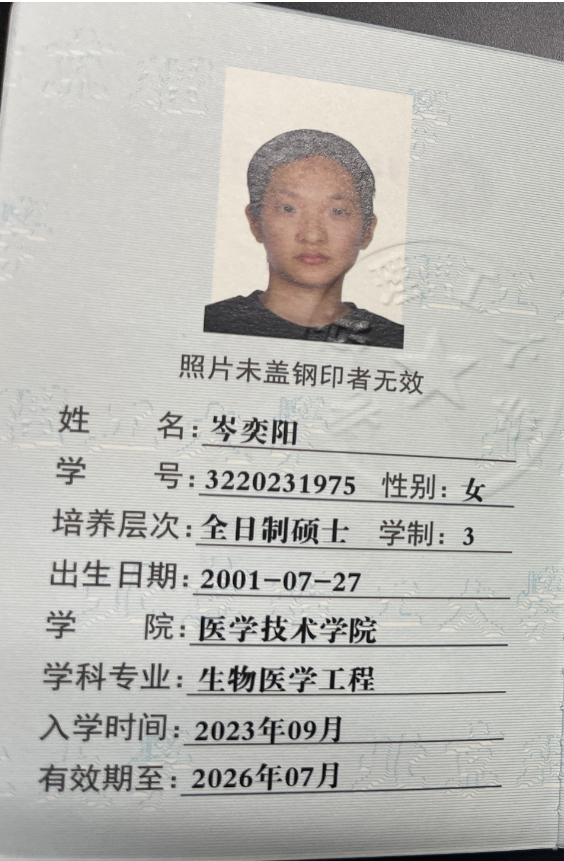 照片未盖钢印者无效
姓 名:岑奕阳
学 号:3220231975 性别:女
培养层次:全日制硕士 学制:3
出生日期:2001-07-27
学 院:医学技术学院
学科专业:生物医学工程
入学时间:2023年09月
有效期至:2026年07月